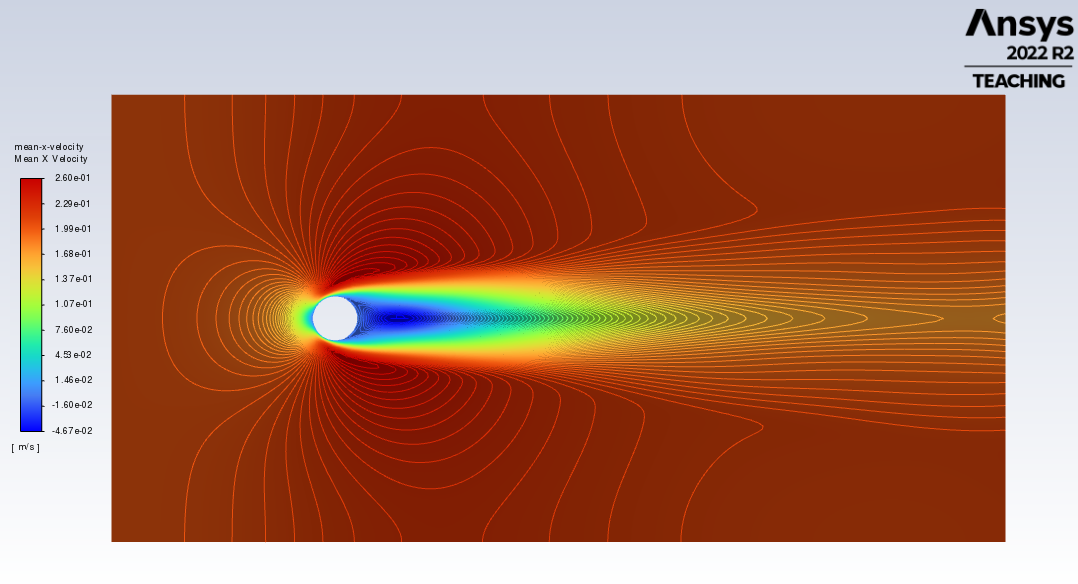 Ansys
2022 R2
TEACHING
mean-x-velocity
Mean X Velocity
2.60e-01
2.29e-01
1.99e-01
1.68e-01
1.37e-01
1.07e-01
7.60e-02
4.53e-02
1.46e-02
-1.60e-02
-4.67e-02
[ m/s ]